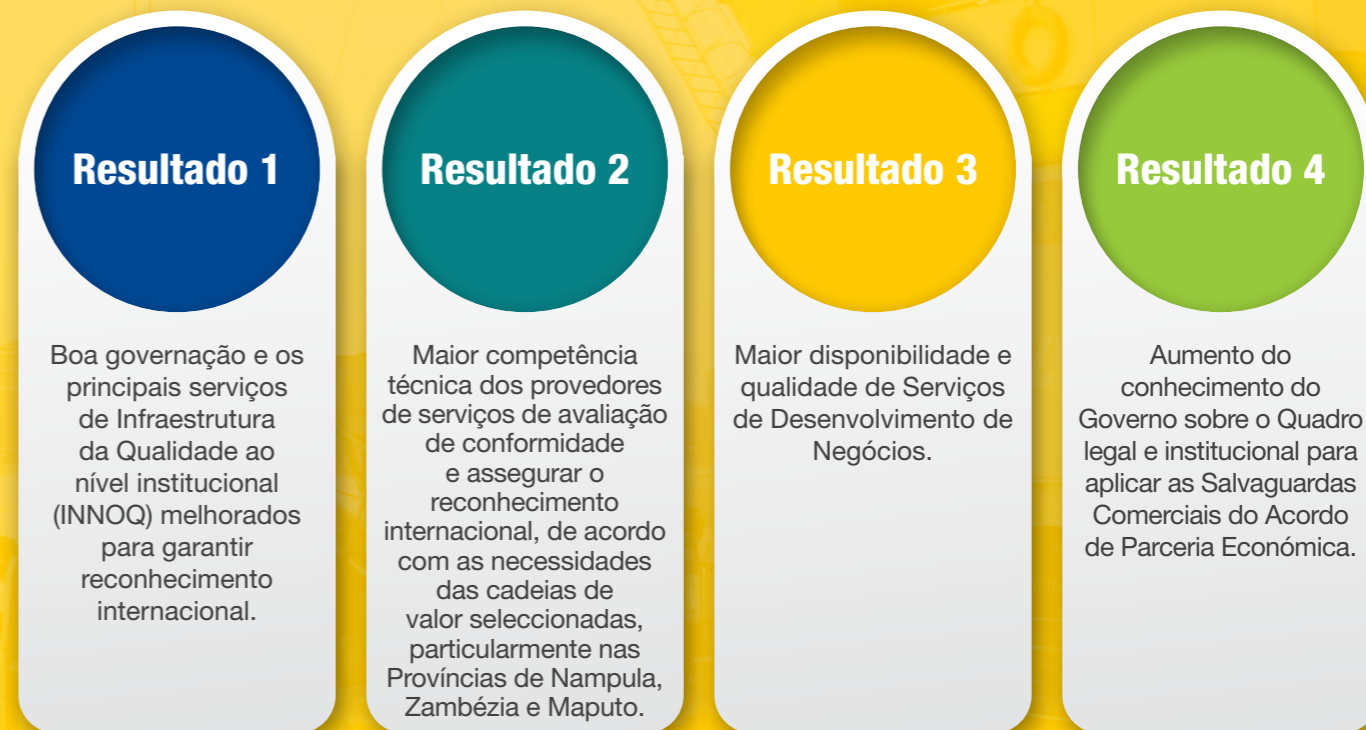 Resultado 1
Boa governação e os
principais serviços
de Infraestrutura
da Qualidade ao
nível institucional
(INNOQ) melhorados
para garantir
reconhecimento
internacional.
Resultado 2
Maior competência
técnica dos provedores
de serviços de avaliação
de conformidade
e assegurar o
reconhecimento
internacional, de acordo
com as necessidades
das cadeias de
valor seleccionadas,
particularmente nas
Províncias de Nampula,
Zambézia e Maputo.
Resultado 3
Maior disponibilidade e
qualidade de Serviços
de Desenvolvimento de
Negócios.
Resultado 4
Aumento do
conhecimento do
Governo sobre o Quadro
legal e institucional para
aplicar as Salvaguardas
Comerciais do Acordo
de Parceria Económica.